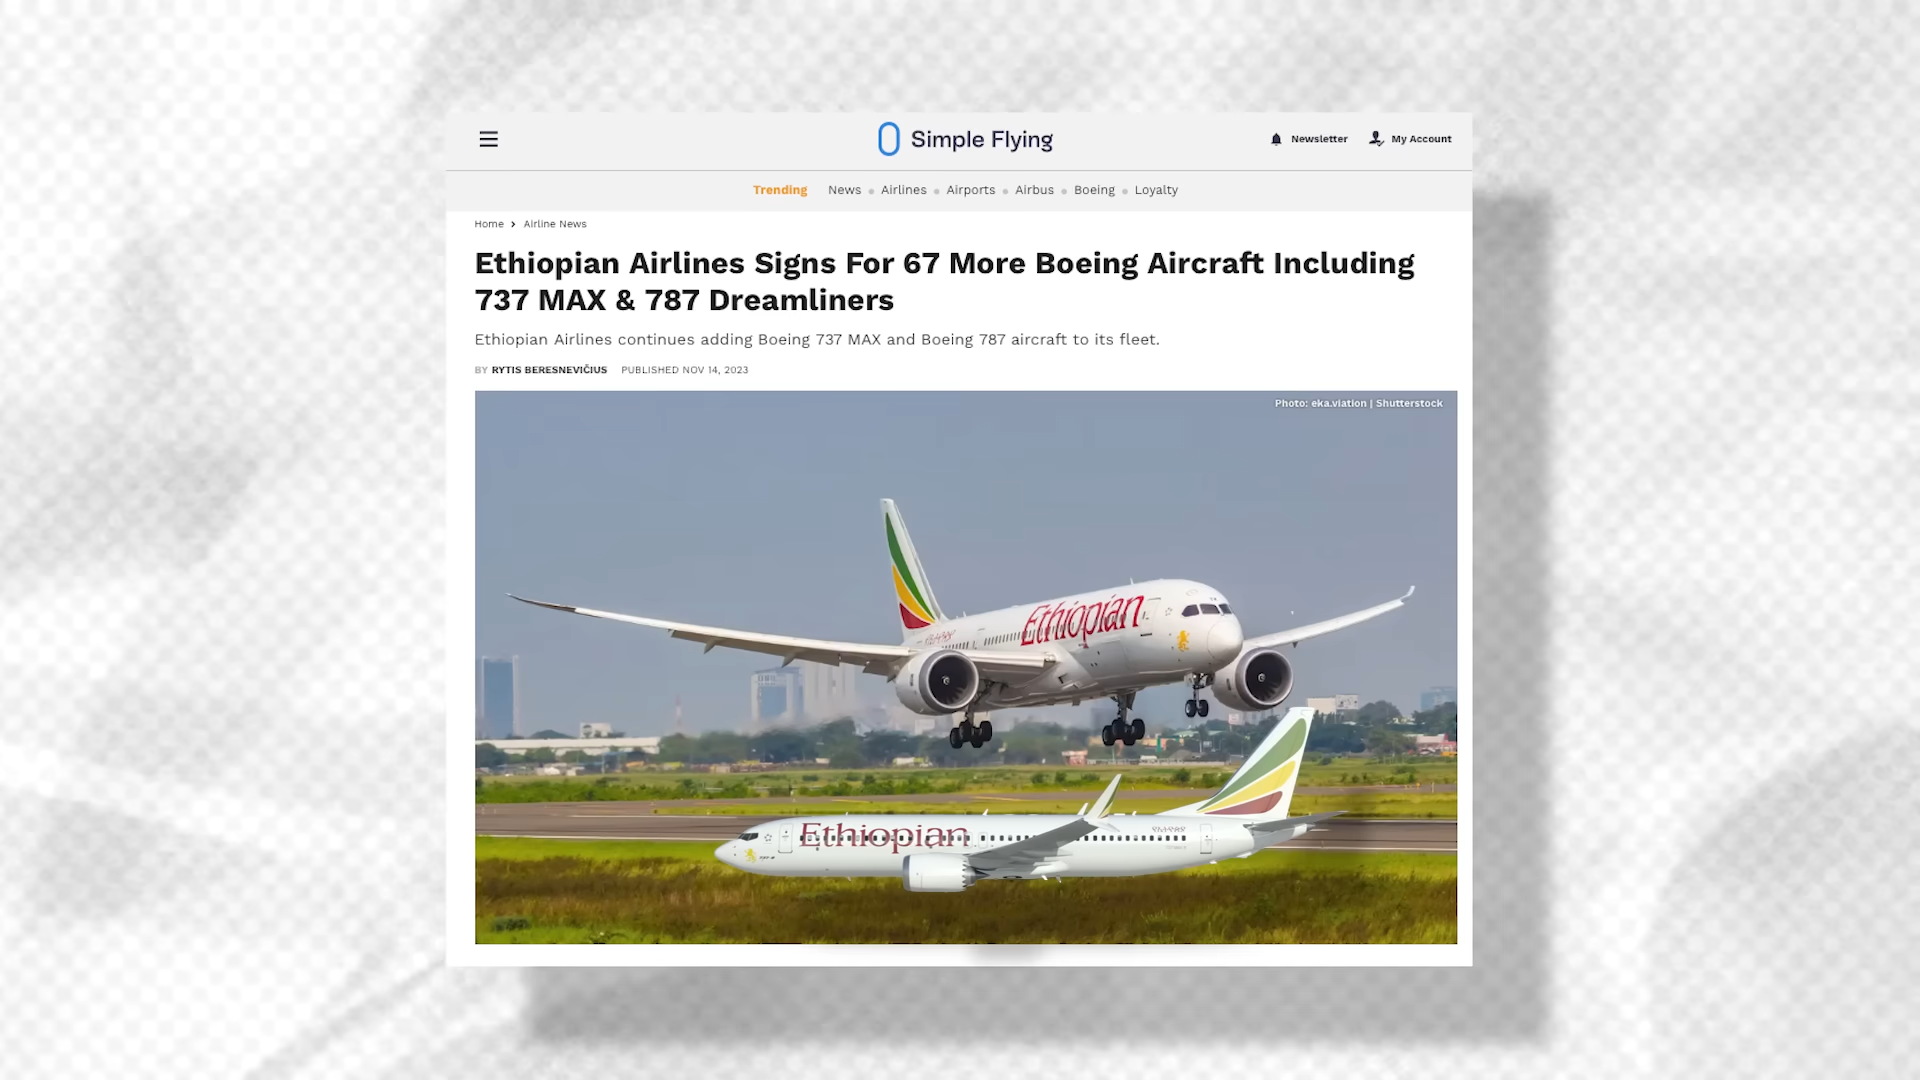 Simple Flying
Newsletter
My Account
Trending News Airlines Airports Airbus Boeing Loyalty
Home > Airline News
Ethiopian Airlines Signs For 67 More Boeing Aircraft Including
737 MAX & 787 Dreamliners
Ethiopian Airlines continues adding Boeing 737 MAX and Boeing 787 aircraft to its fleet.
BY RYTIS BERESNEVIČIUS PUBLISHED NOV 14, 2023
Photo: eka.viation | Shutterstock
Ethiopian
Ethiopian